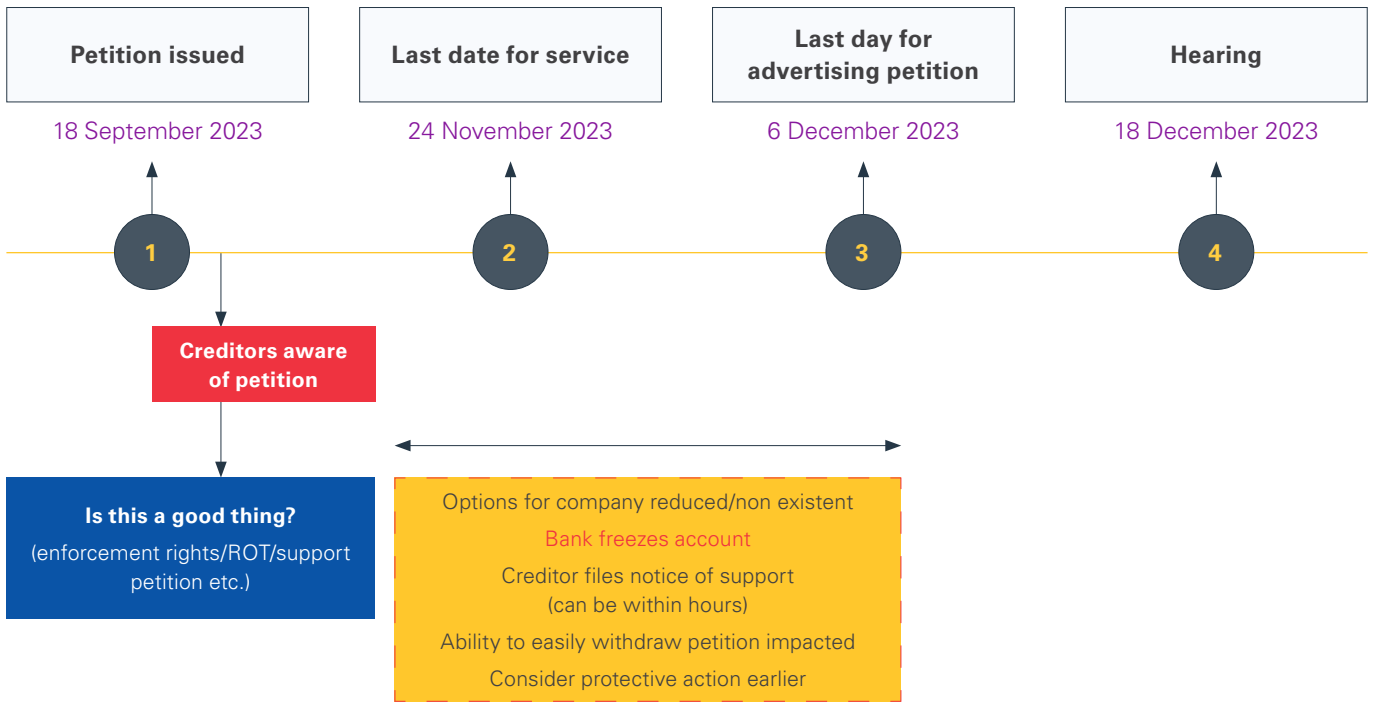 Petition issued
Last date for service
Last day for
advertising petition
Hearing
18 September 2023
24 November 2023
6 December 2023
18 December 2023
1
2
3
4
Creditors aware
of petition
Is this a good thing?
(enforcement rights/ROT/support
petition etc.)
Options for company reduced/non existent
Bank freezes account
Creditor files notice of support
(can be within hours)
Ability to easily withdraw petition impacted
Consider protective action earlier